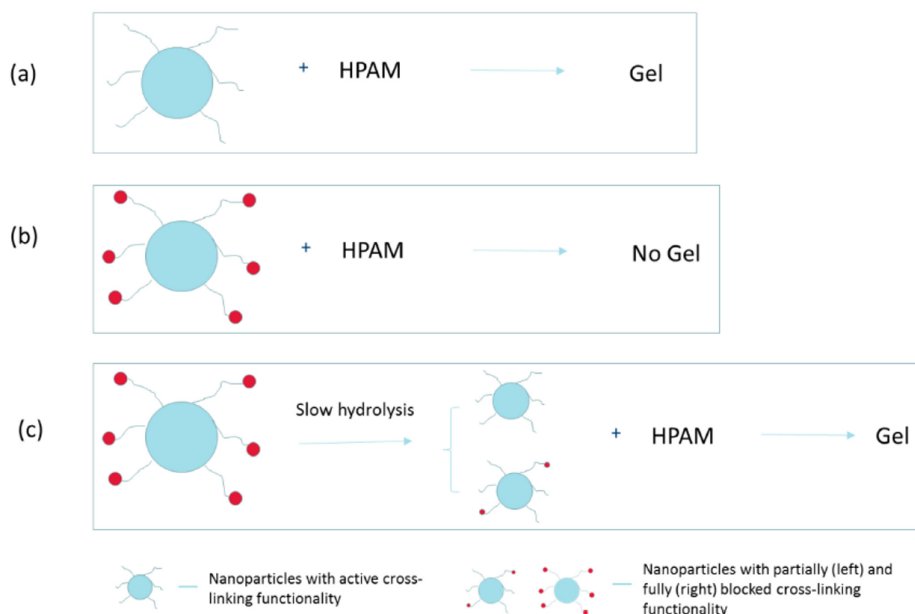 (a)
+ HPAM Gel
(b)
+ HPAM No Gel
(c)
Slow hydrolysis
+ HPAM Gel
Nanoparticles with active cross-
linking functionality
Nanoparticles with partially (left) and
fully (right) blocked cross-linking
functionality